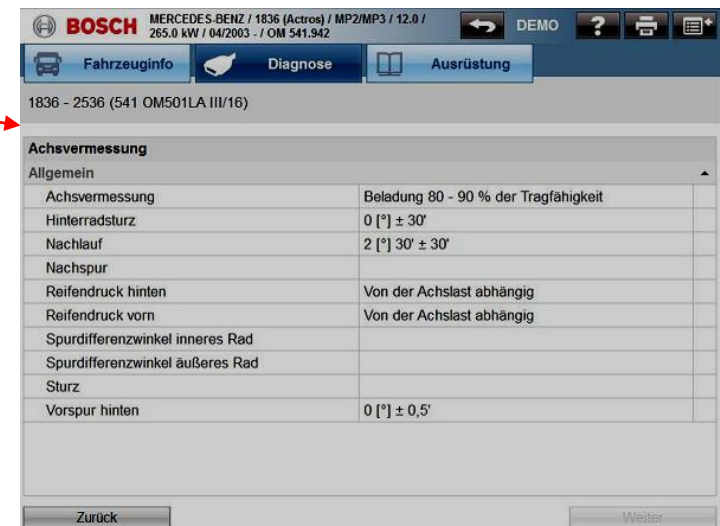 BOSCH
MERCEDES-BENZ / 1836 (Actros) / MP2/MP3 / 12.0 /
265.0 kW / 04/2003 - / OM 541.942
DEMO
?
Fahrzeuginfo
Diagnose
Ausrüstung
1836 - 2536 (541 OM501LA III/16)
Achsvermessung
Allgemein
Achsvermessung Beladung 80 - 90 % der Tragfähigkeit
Hinterradsturz 0 [°] ± 30'
Nachlauf 2 [°] 30' ± 30'
Nachspur
Reifendruck hinten Von der Achslast abhängig
Reifendruck vorn Von der Achslast abhängig
Spurdifferenzwinkel inneres Rad
Spurdifferenzwinkel äußeres Rad
Sturz
Vorspur hinten 0 [°] ± 0,5'
Zurück
Weiter